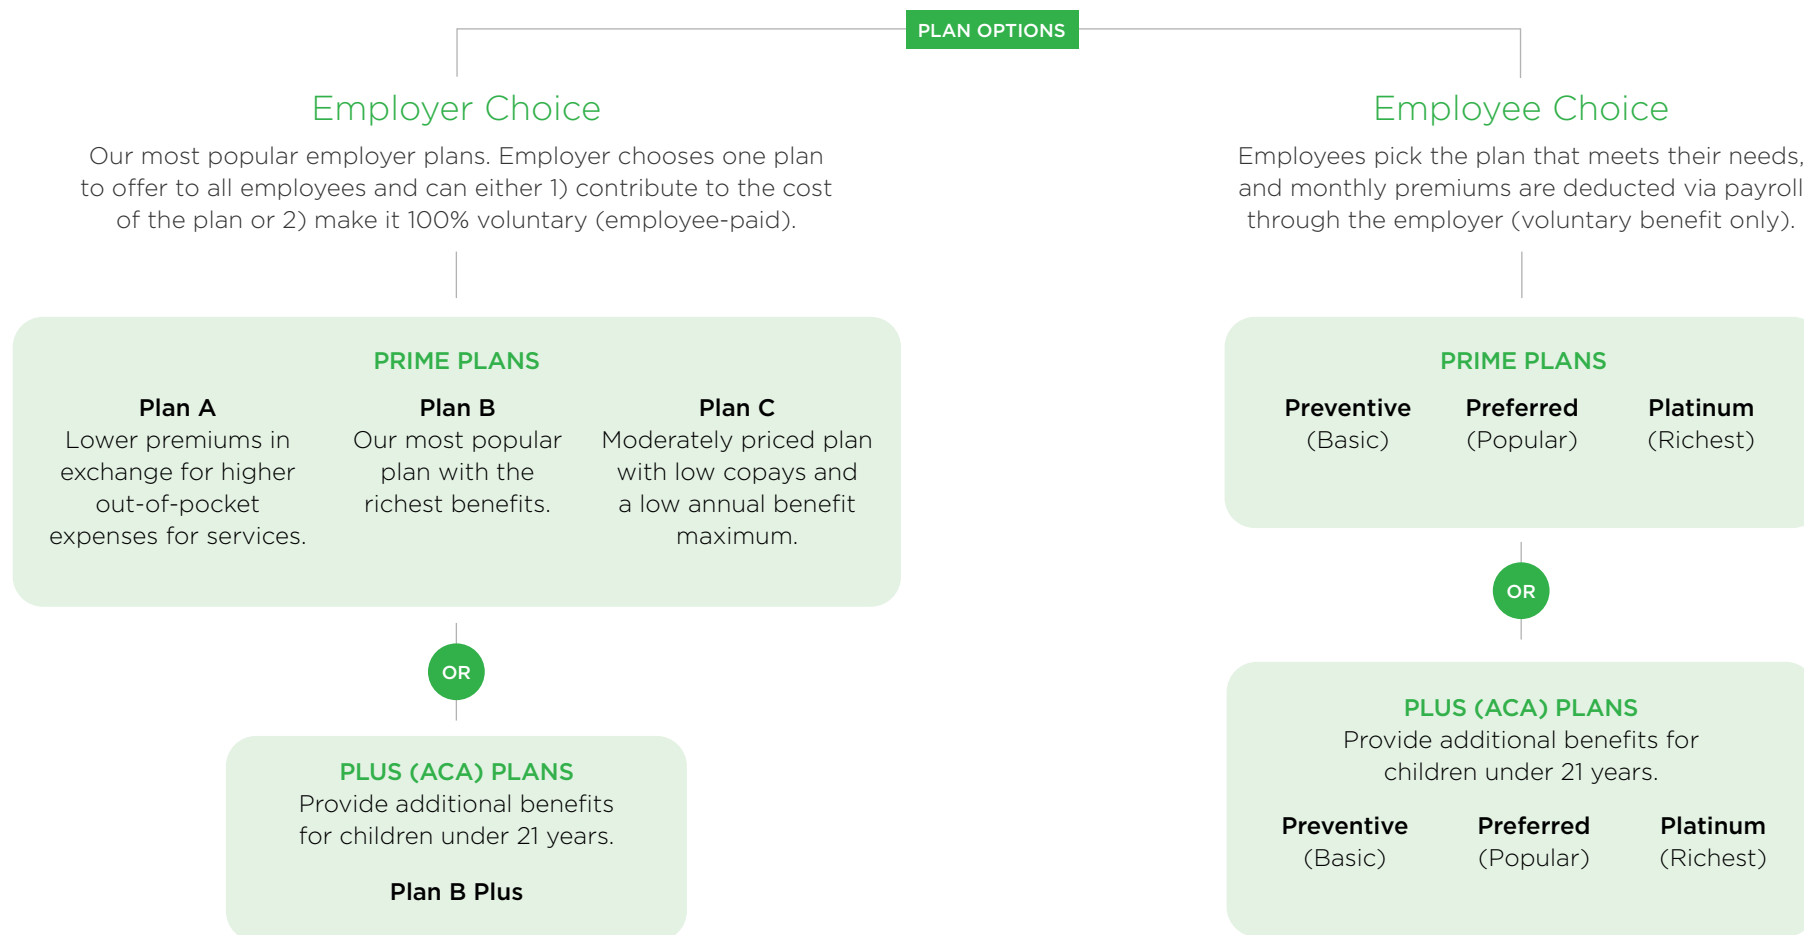 PLAN OPTIONS
Employer Choice
Our most popular employer plans. Employer chooses one plan
to offer to all employees and can either 1) contribute to the cost
of the plan or 2) make it 100% voluntary (employee-paid).
PRIME PLANS
Plan A
Lower premiums in
exchange for higher
out-of-pocket
expenses for services.
Plan B
Our most popular
plan with the
richest benefits.
Plan C
Moderately priced plan
with low copays and
a low annual benefit
maximum.
OR
PLUS (ACA) PLANS
Provide additional benefits
for children under 21 years.
Plan B Plus
Employee Choice
Employees pick the plan that meets their needs,
and monthly premiums are deducted via payroll
through the employer (voluntary benefit only).
PRIME PLANS
Preventive
(Basic)
Preferred
(Popular)
Platinum
(Richest)
OR
PLUS (ACA) PLANS
Provide additional benefits for
children under 21 years.
Preventive
(Basic)
Preferred
(Popular)
Platinum
(Richest)